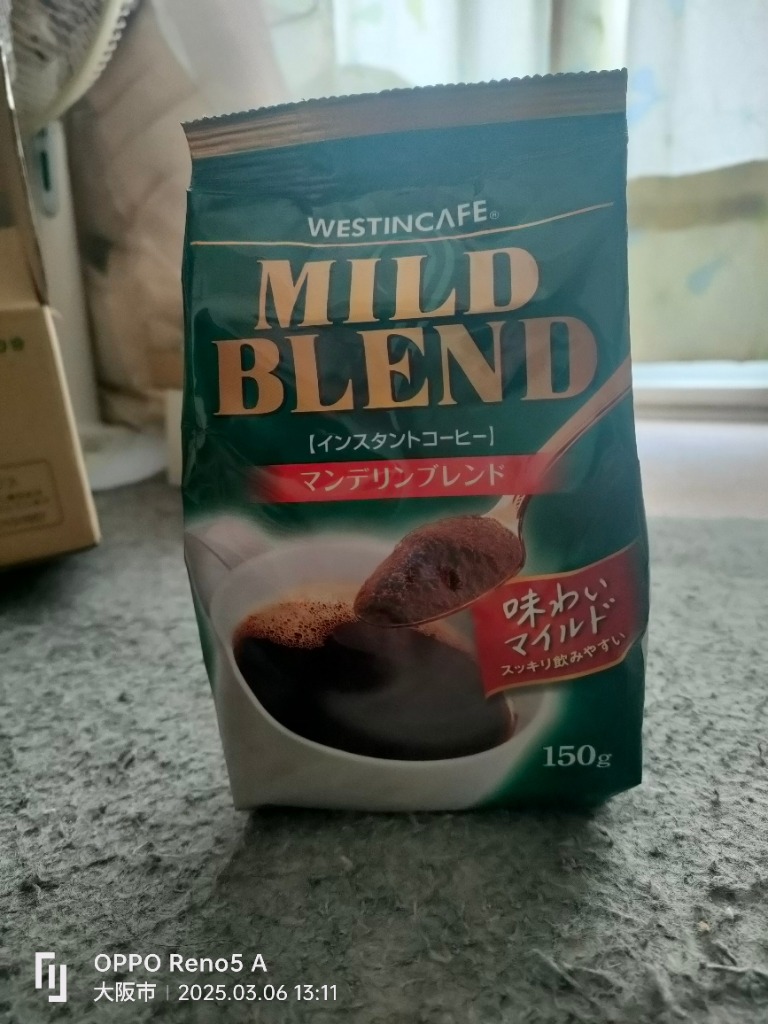 WESTINCAFE®
MILD
BLEND
【インスタントコーヒー】
マンデリンブレンド
味わい
マイルド
スッキリ飲みやすい
150g
OPPO Reno5 A
大阪市 | 2025.03.06 13:11